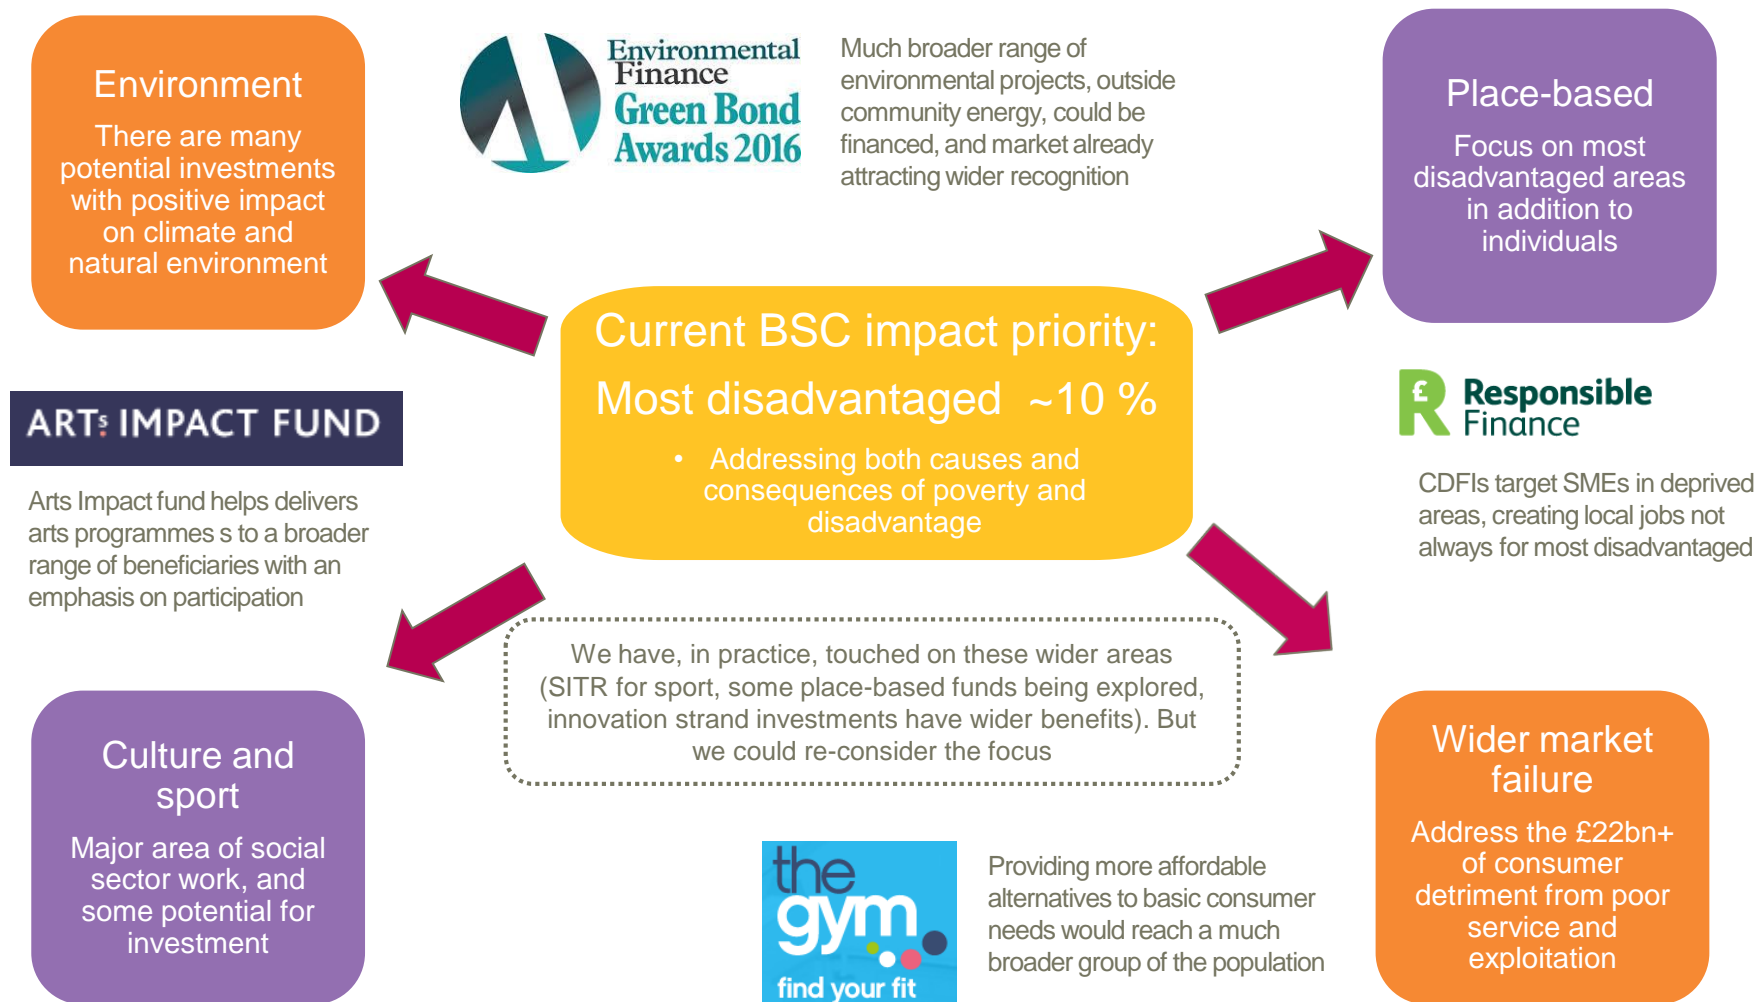 Environment
There are many
potential investments
with positive impact
on climate and
natural environment
Environmental
Finance
Green Bond
Awards 2016
Much broader range of
environmental projects, outside
community energy, could be
financed, and market already
attracting wider recognition
Place-based
Focus on most
disadvantaged areas
in addition to
individuals
Current BSC impact priority:
Most disadvantaged ~10 %
• Addressing both causes and
consequences of poverty and
disadvantage
ARTs IMPACT FUND
Arts Impact fund helps delivers
arts programmes s to a broader
range of beneficiaries with an
emphasis on participation
£
Responsible
Finance
CDFIs target SMEs in deprived
areas, creating local jobs not
always for most disadvantaged
We have, in practice, touched on these wider areas
(SITR for sport, some place-based funds being explored,
innovation strand investments have wider benefits). But
we could re-consider the focus
Culture and
sport
Major area of social
sector work, and
some potential for
investment
the
gym
find your fit
Providing more affordable
alternatives to basic consumer
needs would reach a much
broader group of the population
Wider market
failure
Address the £22bn+
of consumer
detriment from poor
service and
exploitation